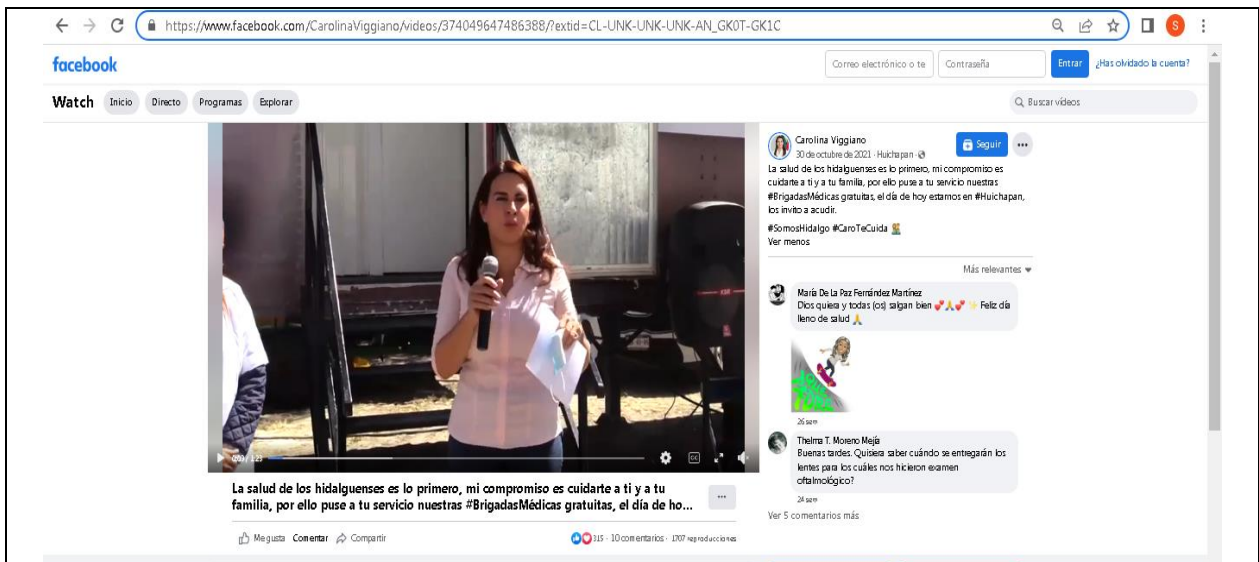 https://www.facebook.com/CarolinaViggiano/videos/374049647486388/?extid=CL-UNK-UNK-UNK-AN_GK0T-GK1C
S
facebook
Correo electrónico o te
Contraseña
Entrar
¿Has olvidado la cuenta?
Watch
Inicio
Directo
Programas
Explorar
Buscar vídeos
Carolina Viggiano
30 de octubre de 2021 · Huichapan ·
Seguir
La salud de los hidalguenses es lo primero, mi compromiso es
cuidarte a ti y a tu familia, por ello puse a tu servicio nuestras
#BrigadasMédicas gratuitas, el día de hoy estamos en #Huichapan,
los invito a acudir.
#SomosHidalgo #CaroTeCuida
Ver menos
Más relevantes
María De La Paz Fernández Martínez
Dios quiera y todas (os) salgan bien Feliz día
lleno de salud
26 sem
Thelma T. Moreno Mejía
Buenas tardes. Quisiera saber cuándo se entregarán los
lentes para los cuáles nos hicieron examen
oftalmológico?
24 sem
Ver 5 comentarios más
0:03 / 1:23
La salud de los hidalguenses es lo primero, mi compromiso es cuidarte a ti y a tu
familia, por ello puse a tu servicio nuestras #BrigadasMédicas gratuitas, el día de ho...
Me gusta
Comentar
Compartir
315 · 10 comentarios · 1707 reproducciones